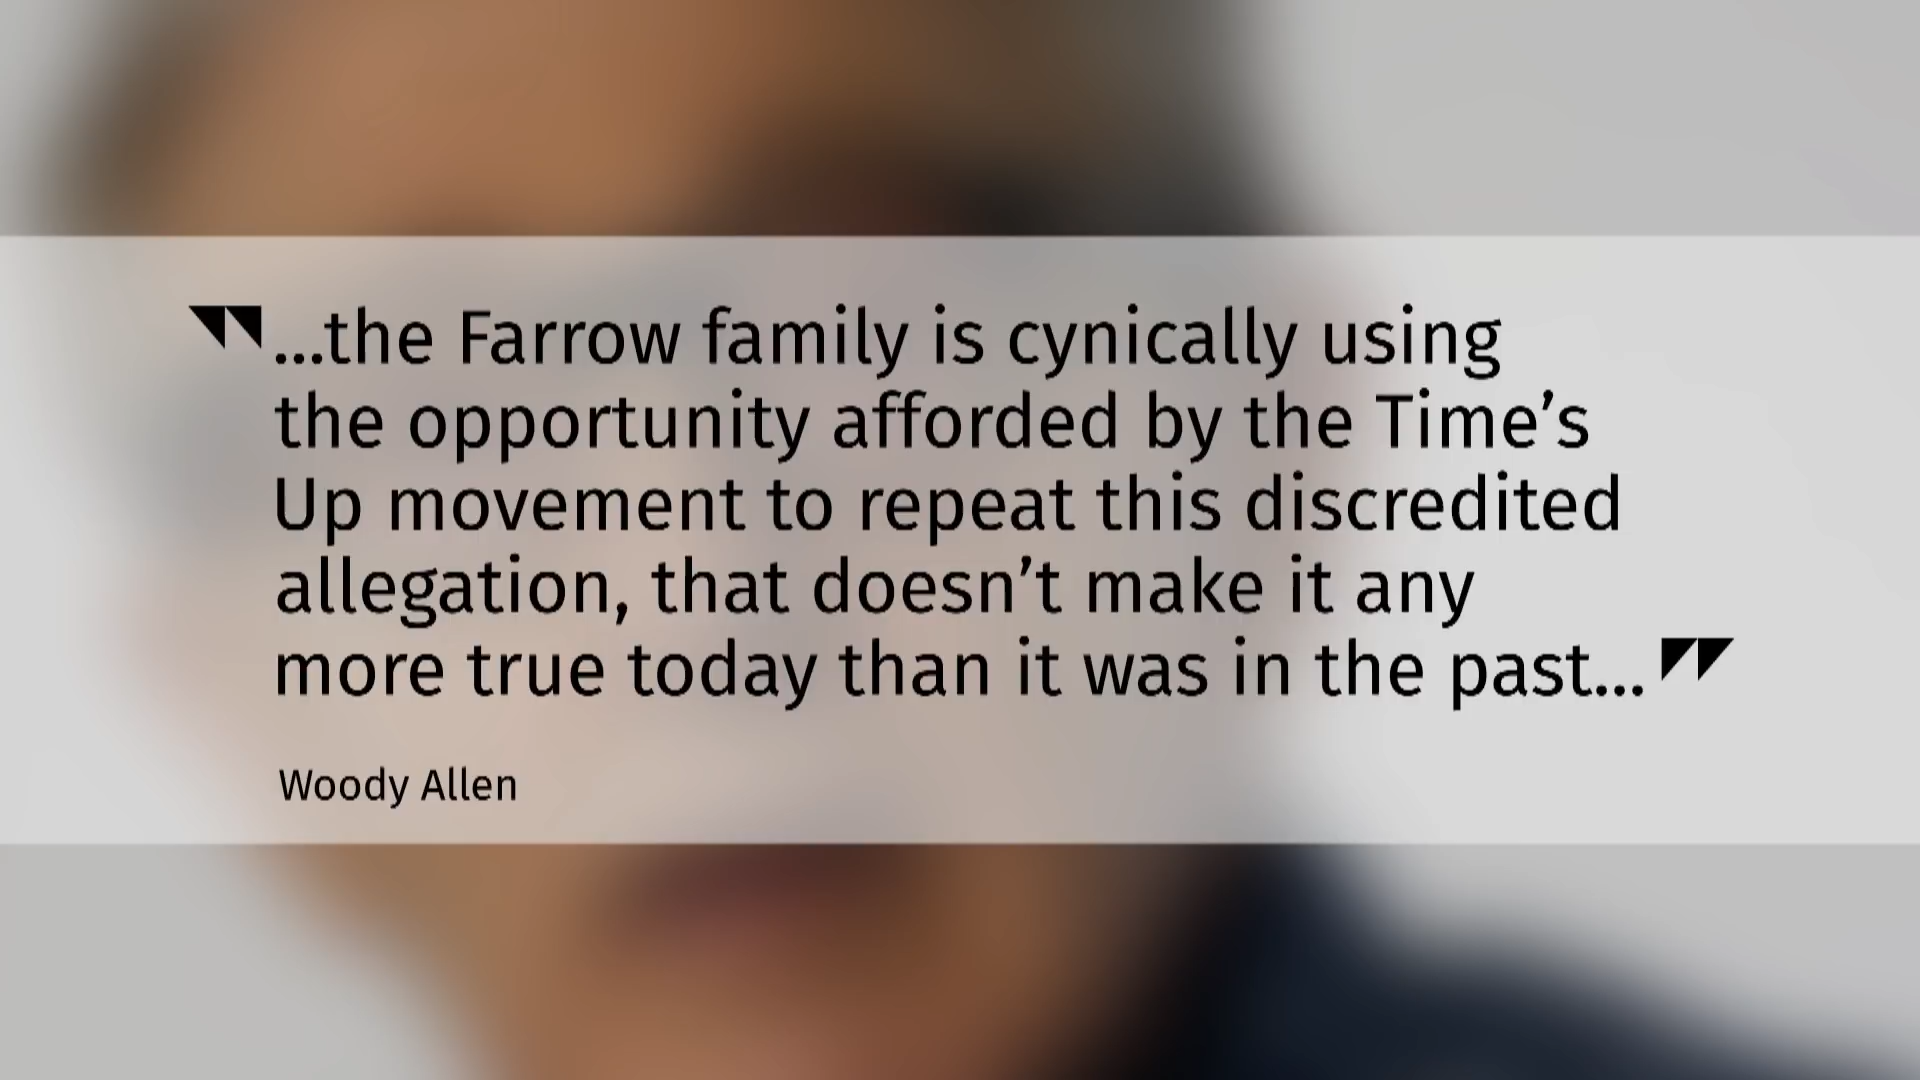 "...the Farrow family is cynically using
the opportunity afforded by the Time’s
Up movement to repeat this discredited
allegation, that doesn’t make it any
more true today than it was in the past..."
Woody Allen